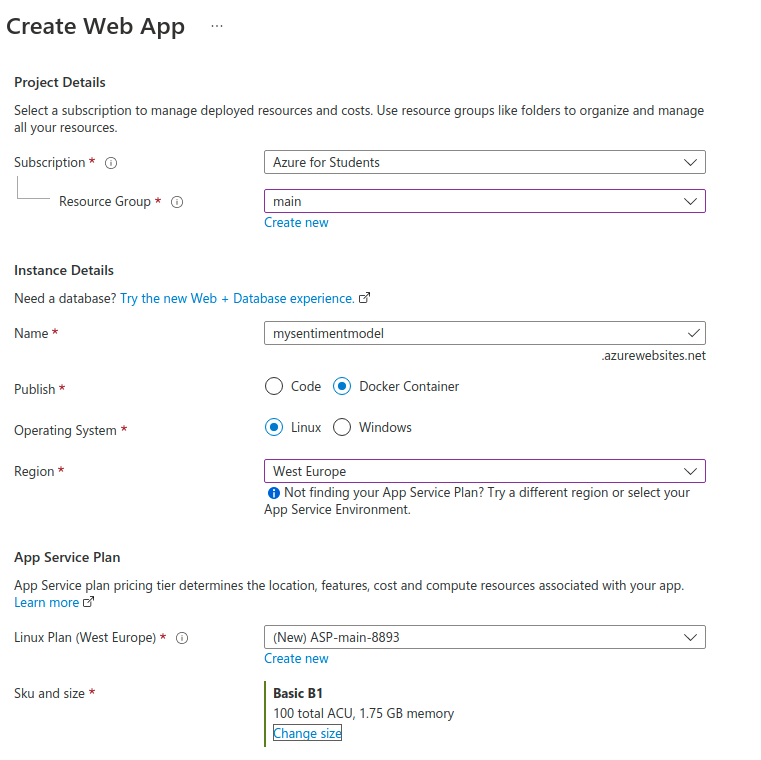 Create Web App ...
Project Details
Select a subscription to manage deployed resources and costs. Use resource groups like folders to organize and manage
all your resources.
Subscription * Azure for Students
Resource Group * main
Create new
Instance Details
Need a database? Try the new Web + Database experience.
Name * mysentimentmodel
.azurewebsites.net
Publish * Code Docker Container
Operating System * Linux Windows
Region * West Europe
Not finding your App Service Plan? Try a different region or select your
App Service Environment.
App Service Plan
App Service plan pricing tier determines the location, features, cost and compute resources associated with your app.
Learn more
Linux Plan (West Europe) * (New) ASP-main-8893
Create new
Sku and size * Basic B1
100 total ACU, 1.75 GB memory
Change size